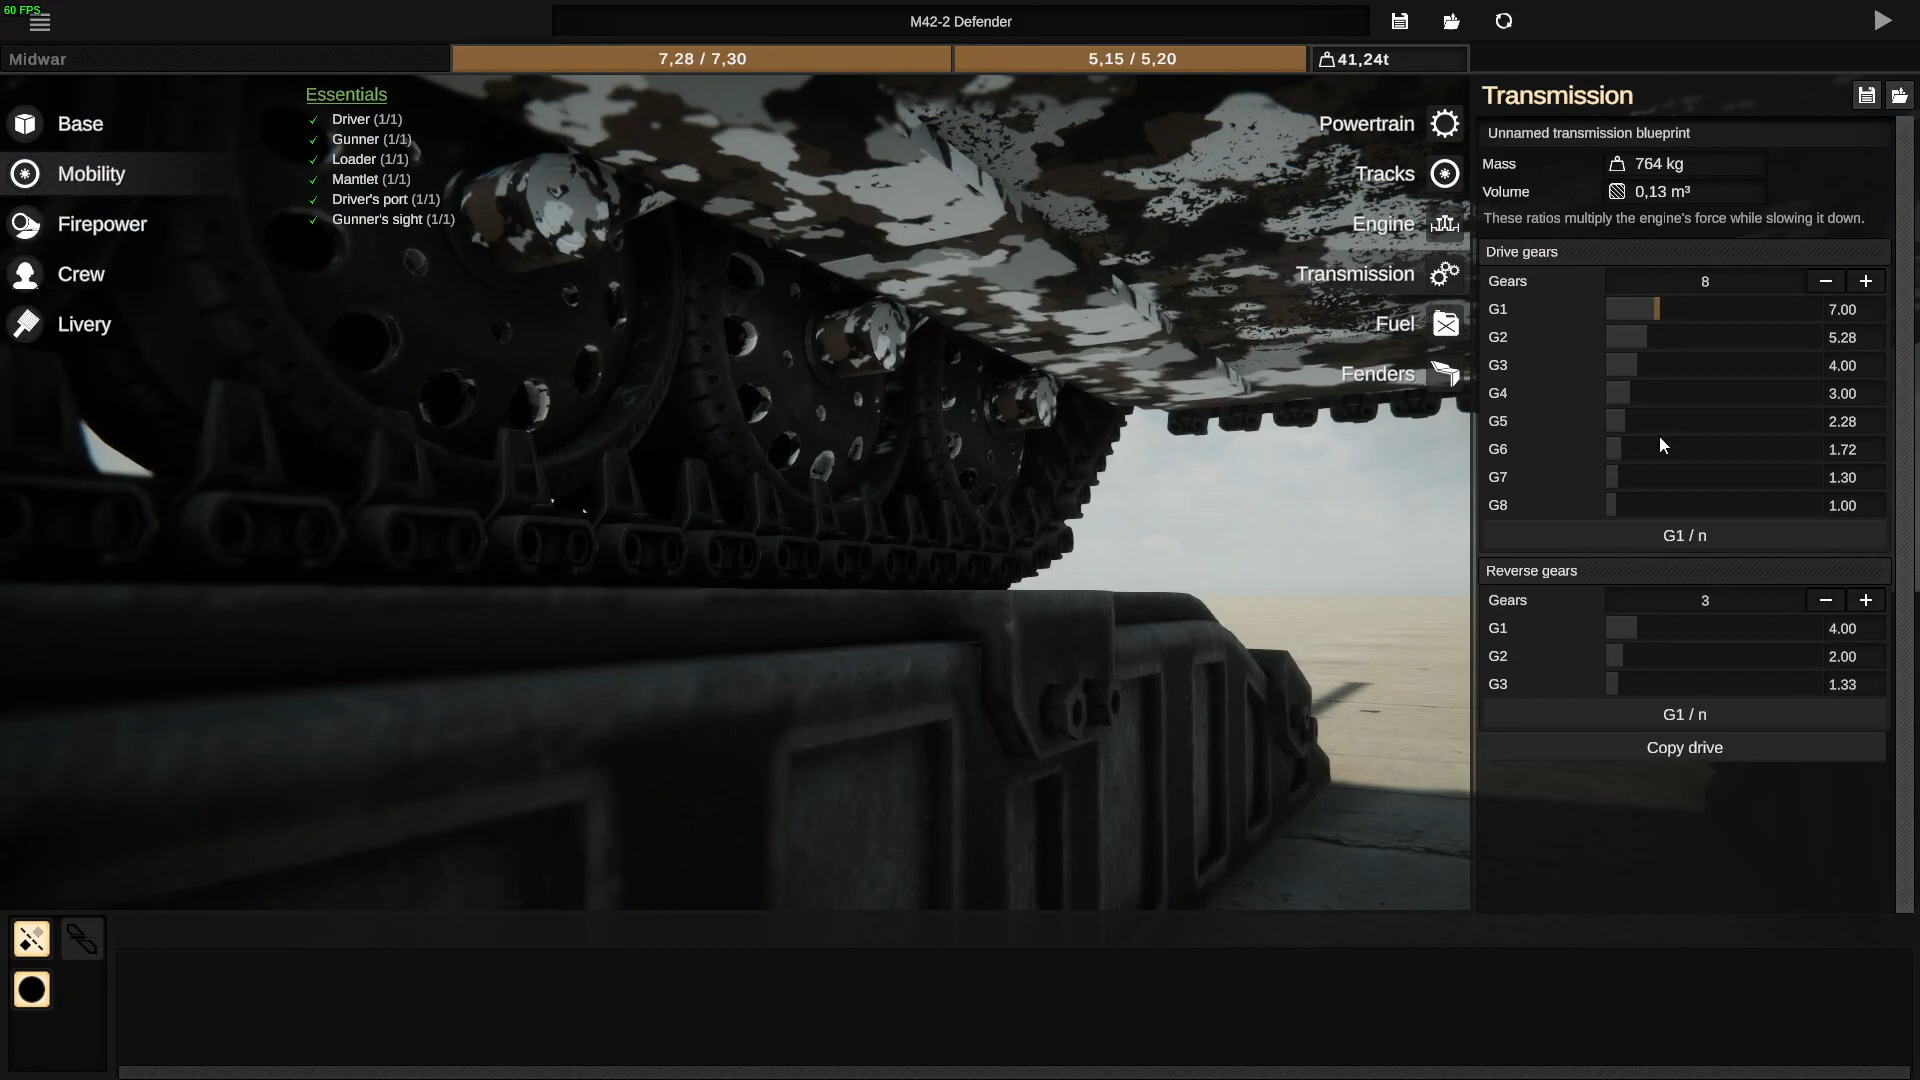 60 FPS
M42-2 Defender
Midwar
7,28 / 7,30
5,15 / 5,20
41,24t
Base
Mobility
Firepower
Crew
Livery
Essentials
✓ Driver (1/1)
✓ Gunner (1/1)
✓ Loader (1/1)
✓ Mantlet (1/1)
✓ Driver's port (1/1)
✓ Gunner's sight (1/1)
Powertrain
Tracks
Engine
Transmission
Fuel
Fenders
Transmission
Unnamed transmission blueprint
Mass 764 kg
Volume 0,13 m³
These ratios multiply the engine's force while slowing it down.
Drive gears
Gears 8 − +
G1 7.00
G2 5.28
G3 4.00
G4 3.00
G5 2.28
G6 1.72
G7 1.30
G8 1.00
G1 / n
Reverse gears
Gears 3 − +
G1 4.00
G2 2.00
G3 1.33
G1 / n
Copy drive